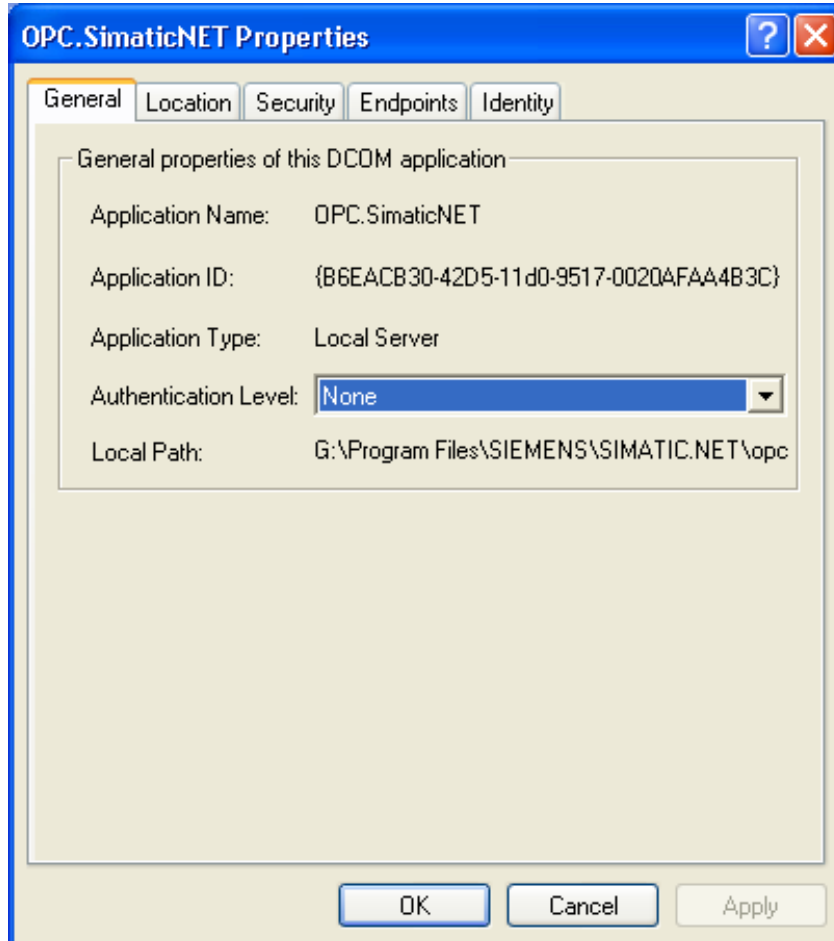 OPC.SimaticNET Properties
General Location Security Endpoints Identity
General properties of this DCOM application
Application Name: OPC.SimaticNET
Application ID: {B6EACB30-42D5-11d0-9517-0020AFAA4B3C}
Application Type: Local Server
Authentication Level: None
Local Path: G:\Program Files\SIEMENS\SIMATIC.NET\opc
OK Cancel Apply